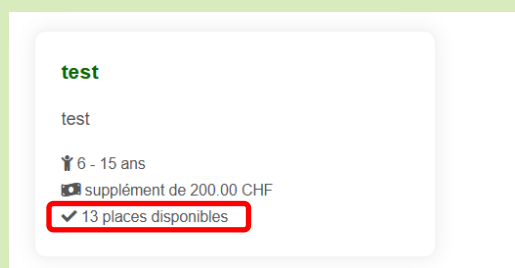 test
test
6 - 15 ans
supplément de 200.00 CHF
13 places disponibles